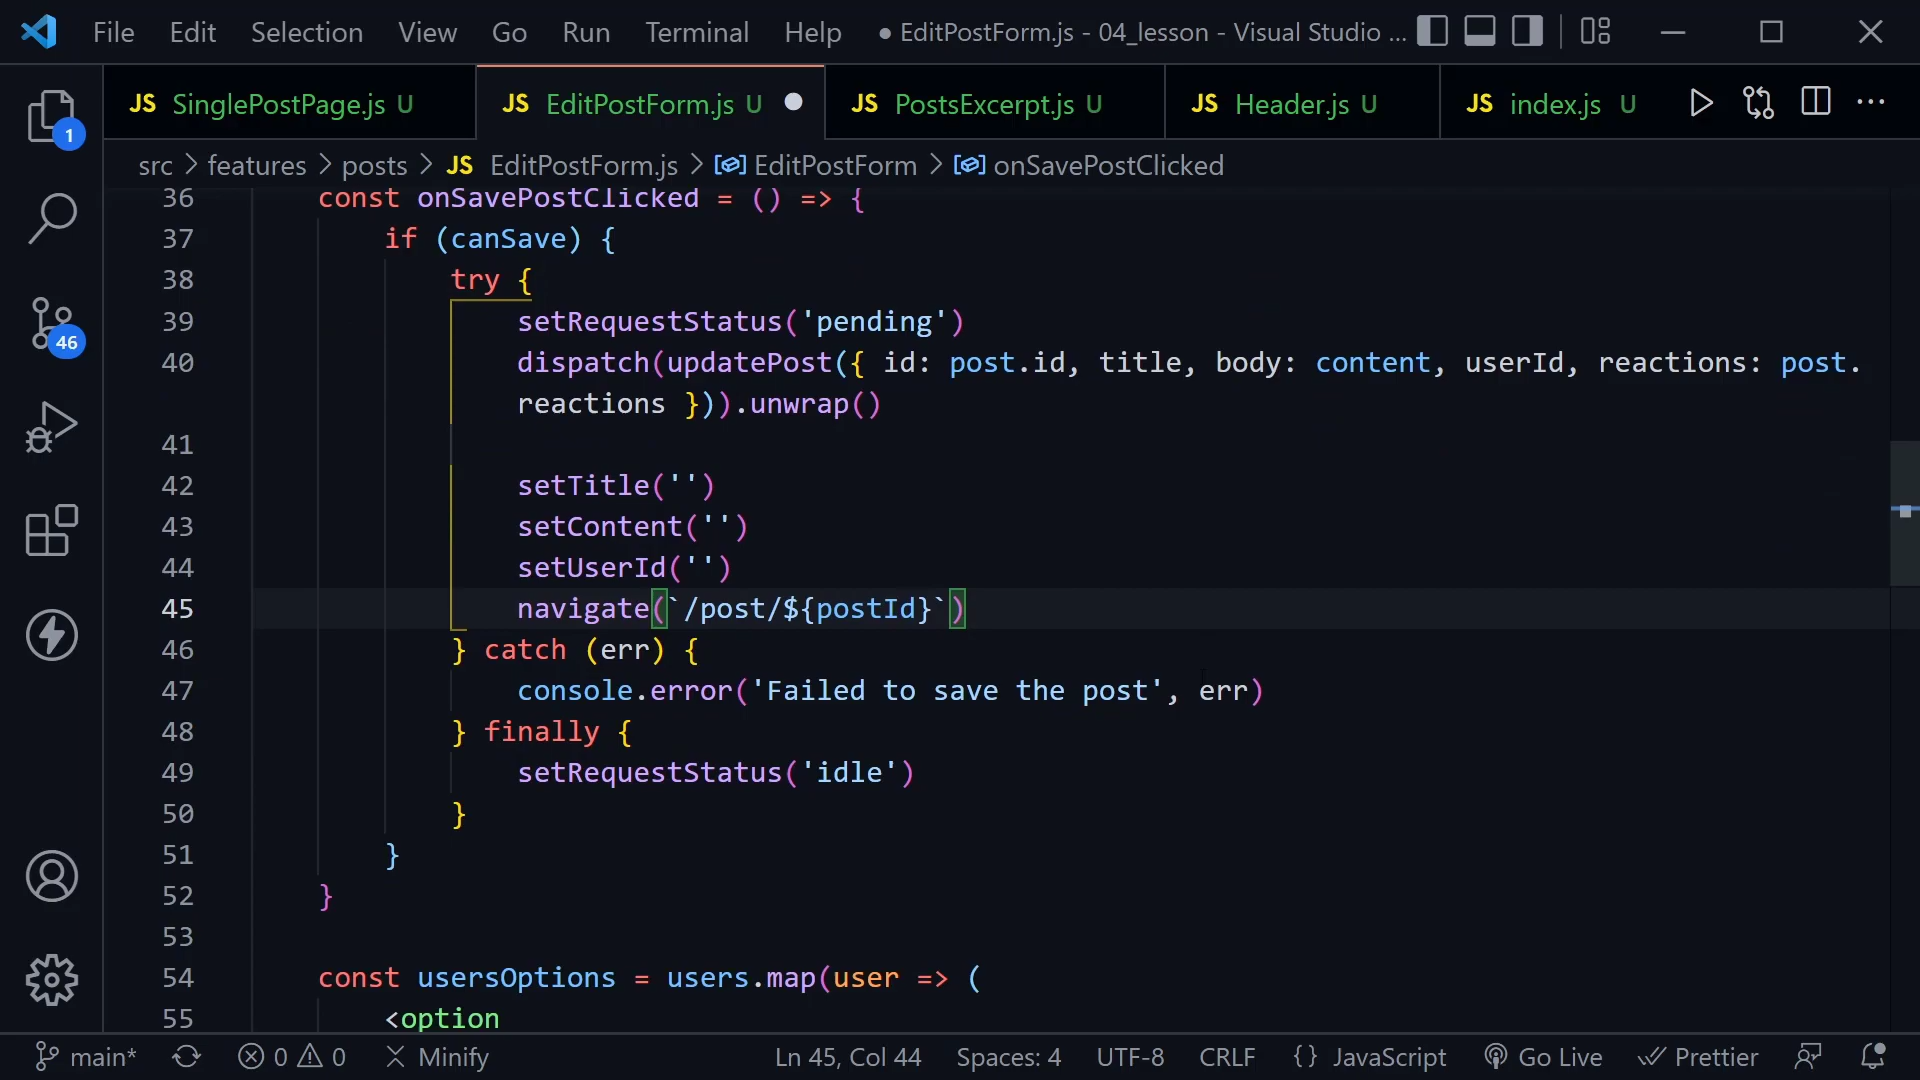 File Edit Selection View Go Run Terminal Help ● EditPostForm.js - 04_lesson - Visual Studio ...
JS SinglePostPage.js U JS EditPostForm.js U ● JS PostsExcerpt.js U JS Header.js U JS index.js U ...
1
46
src > features > posts > JS EditPostForm.js > EditPostForm > onSavePostClicked
36 const onSavePostClicked = () => {
37 if (canSave) {
38 try {
39 setRequestStatus('pending')
40 dispatch(updatePost({ id: post.id, title, body: content, userId, reactions: post.
reactions })).unwrap()
41
42 setTitle('')
43 setContent('')
44 setUserId('')
45 navigate(`/post/${postId}`)
46 } catch (err) {
47 console.error('Failed to save the post', err)
48 } finally {
49 setRequestStatus('idle')
50 }
51 }
52 }
53
54 const usersOptions = users.map(user => (
55 <option
main* 0 0 Minify Ln 45, Col 44 Spaces: 4 UTF-8 CRLF {} JavaScript Go Live Prettier